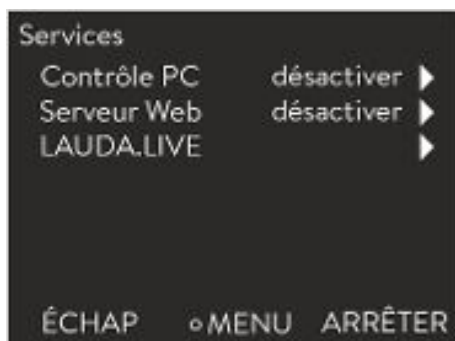 Services
Contrôle PC désactiver ▶
Serveur Web désactiver ▶
LAUDA.LIVE ▶
ÉCHAP ○MENU ARRÊTER